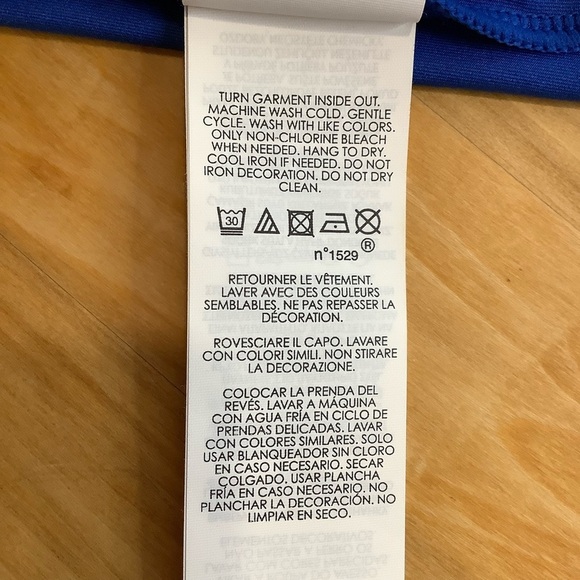 TURN GARMENT INSIDE OUT.
MACHINE WASH COLD. GENTLE
CYCLE. WASH WITH LIKE COLORS.
ONLY NON-CHLORINE BLEACH
WHEN NEEDED. HANG TO DRY.
COOL IRON IF NEEDED. DO NOT
IRON DECORATION. DO NOT DRY
CLEAN.
30
®
n°1529
RETOURNER LE VÊTEMENT.
LAVER AVEC DES COULEURS
SEMBLABLES. NE PAS REPASSER LA
DÉCORATION.
ROVESCIARE IL CAPO. LAVARE
CON COLORI SIMILI. NON STIRARE
LA DECORAZIONE.
COLOCAR LA PRENDA DEL
REVÉS. LAVAR A MÁQUINA
CON AGUA FRÍA EN CICLO DE
PRENDAS DELICADAS. LAVAR
CON COLORES SIMILARES. SOLO
USAR BLANQUEADOR SIN CLORO
EN CASO NECESARIO. SECAR
COLGADO. USAR PLANCHA
FRÍA EN CASO NECESARIO. NO
PLANCHAR LA DECORACIÓN. NO
LIMPIAR EN SECO.